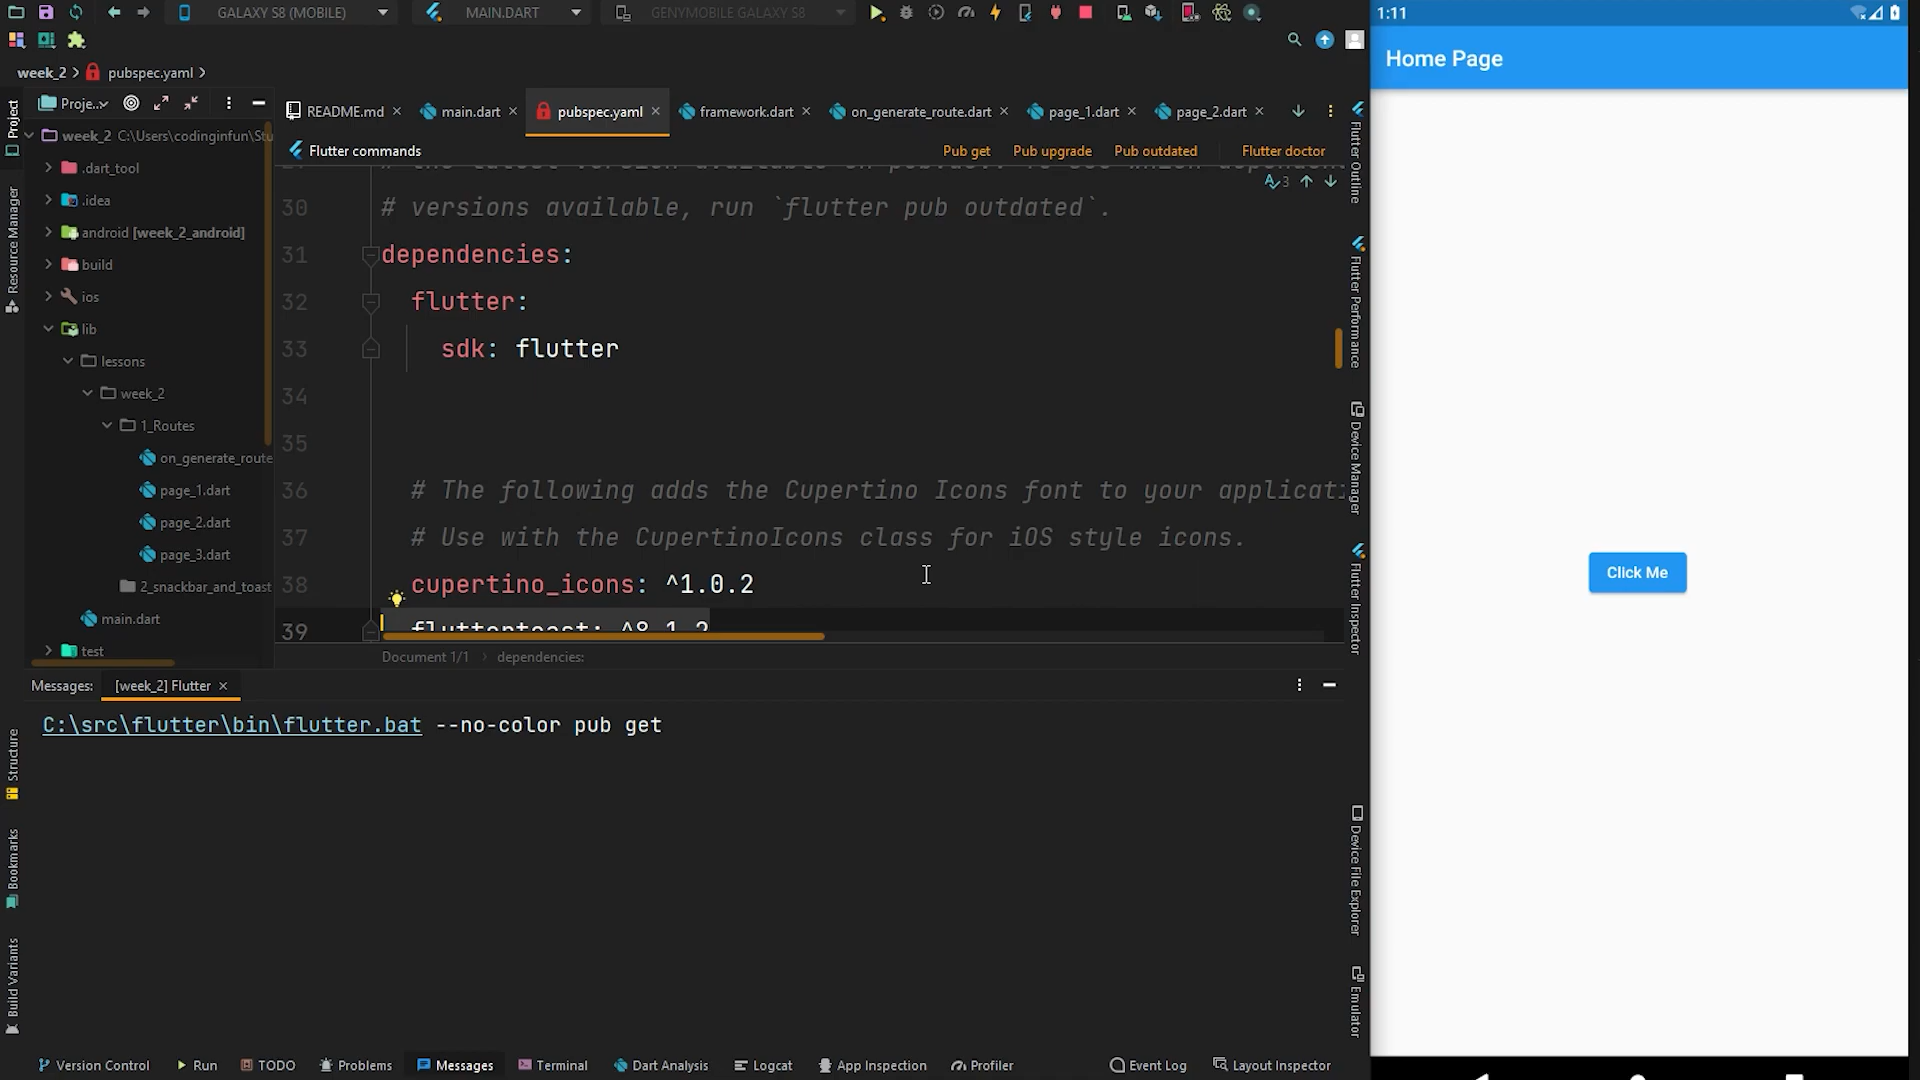 GALAXY S8 (MOBILE)
MAIN.DART
GENYMOBILE GALAXY S8
1:11
Home Page
week_2
pubspec.yaml
Proje..
README.md
main.dart
pubspec.yaml
framework.dart
on_generate_route.dart
page_1.dart
page_2.dart
week_2 C:\Users\codinginfun\Stu
Flutter commands
Pub get
Pub upgrade
Pub outdated
Flutter doctor
.dart_tool
.idea
android [week_2_android]
build
ios
lib
lessons
week_2
1_Routes
on_generate_route
page_1.dart
page_2.dart
page_3.dart
2_snackbar_and_toast
main.dart
test
3
30 # versions available, run `flutter pub outdated`.
31 dependencies:
32 flutter:
33 sdk: flutter
34
35
36 # The following adds the Cupertino Icons font to your applicati
37 # Use with the CupertinoIcons class for iOS style icons.
38 cupertino_icons: ^1.0.2
39 fluttertoast: ^8.1.2
Document 1/1
dependencies:
Click Me
Messages:
[week_2] Flutter
C:\src\flutter\bin\flutter.bat --no-color pub get
Project
Resource Manager
Structure
Bookmarks
Build Variants
Flutter Outline
Flutter Performance
Device Manager
Flutter Inspector
Device File Explorer
Emulator
Version Control
Run
TODO
Problems
Messages
Terminal
Dart Analysis
Logcat
App Inspection
Profiler
Event Log
Layout Inspector